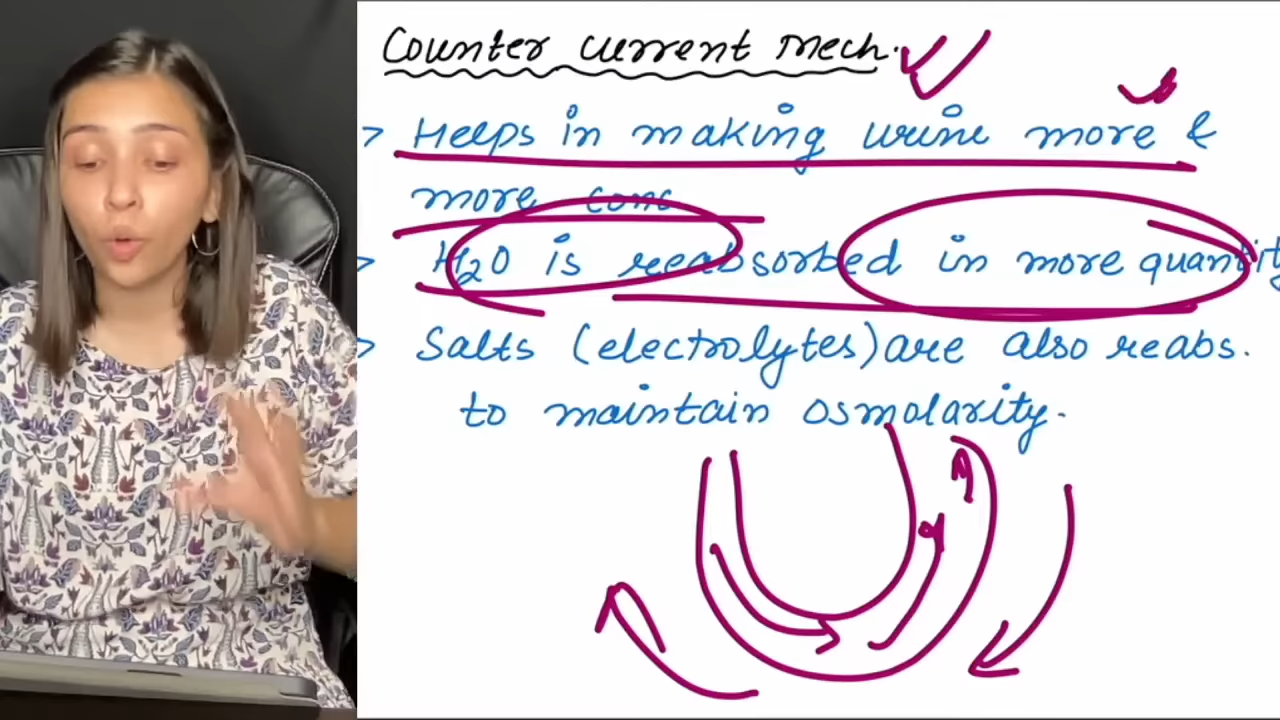 Counter current Mech.
> Helps in making urine more &
more conc
> H2O is reabsorbed in more quantity
> Salts (electrolytes) are also reabs.
to maintain osmolarity.